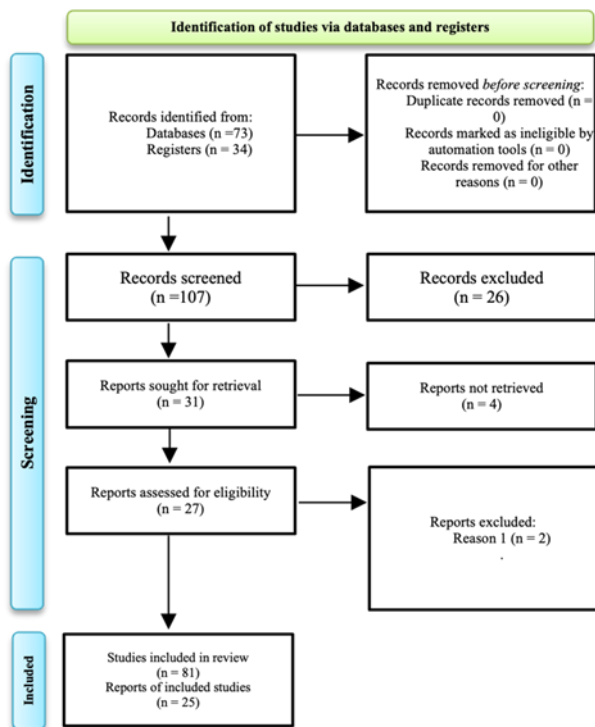 Identification of studies via databases and registers
Identification
Records identified from:
Databases (n =73)
Registers (n = 34)
Records removed before screening:
Duplicate records removed (n =
0)
Records marked as ineligible by
automation tools (n = 0)
Records removed for other
reasons (n = 0)
Screening
Records screened
(n =107)
Records excluded
(n = 26)
Reports sought for retrieval
(n = 31)
Reports not retrieved
(n = 4)
Reports assessed for eligibility
(n = 27)
Reports excluded:
Reason 1 (n = 2)
.
Included
Studies included in review
(n = 81)
Reports of included studies
(n = 25)